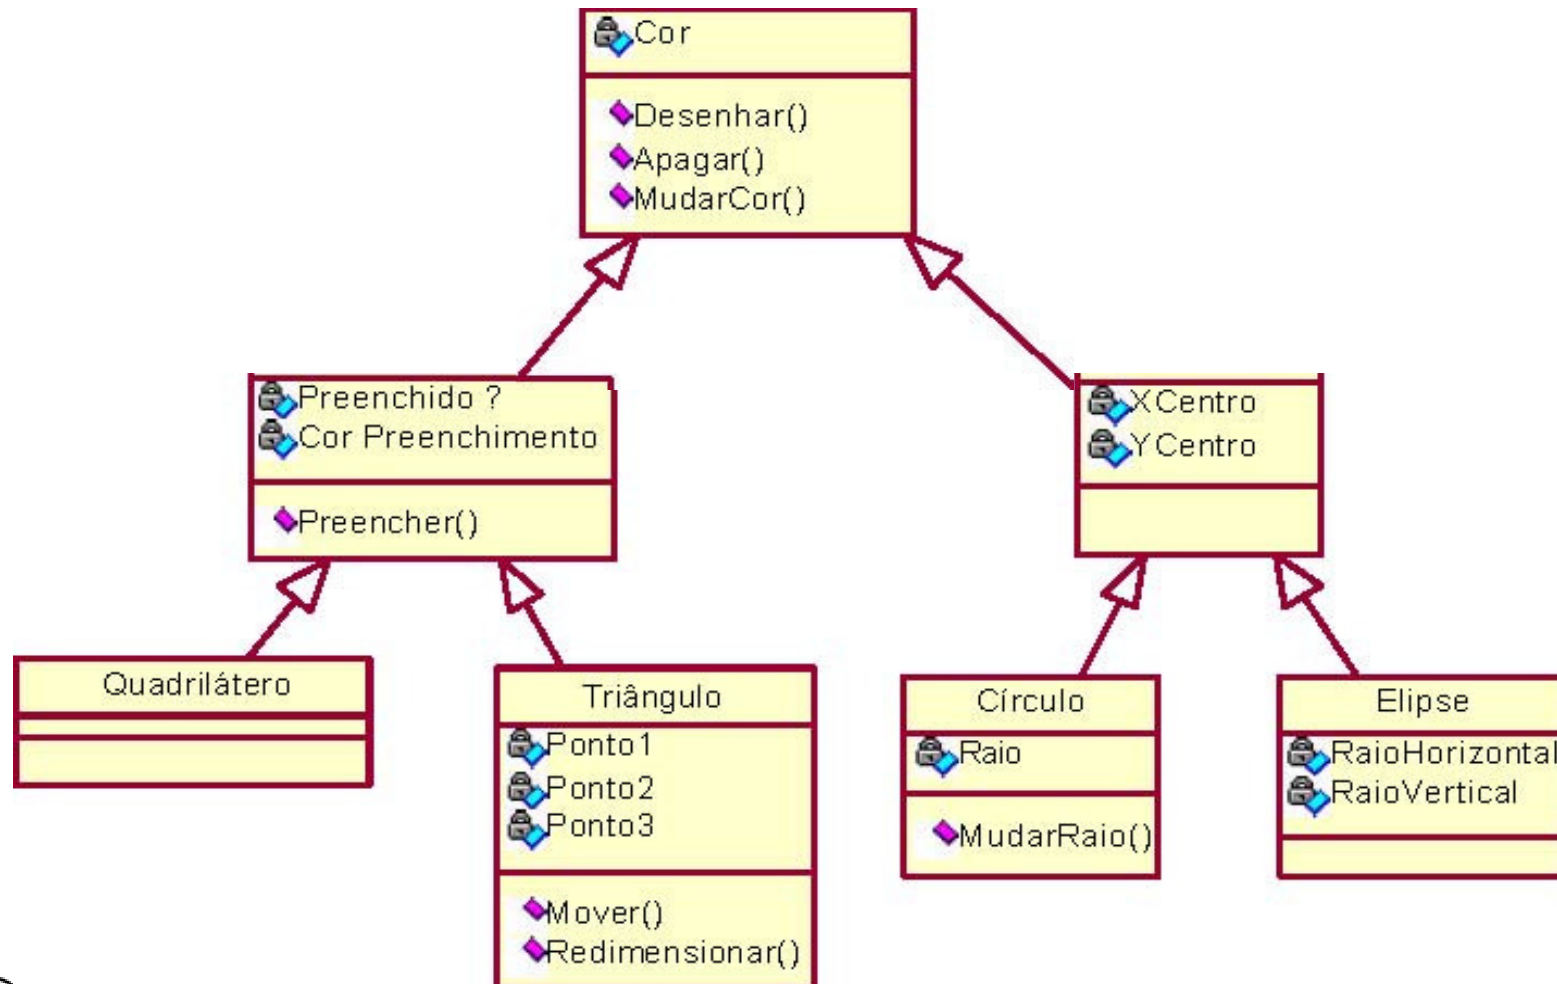 Cor
Desenhar()
Apagar()
MudarCor()
Preenchido ?
Cor Preenchimento
Preencher()
XCentro
YCentro
Quadrilátero
Triângulo
Ponto1
Ponto2
Ponto3
Mover()
Redimensionar()
Círculo
Raio
MudarRaio()
Elipse
RaioHorizontal
RaioVertical